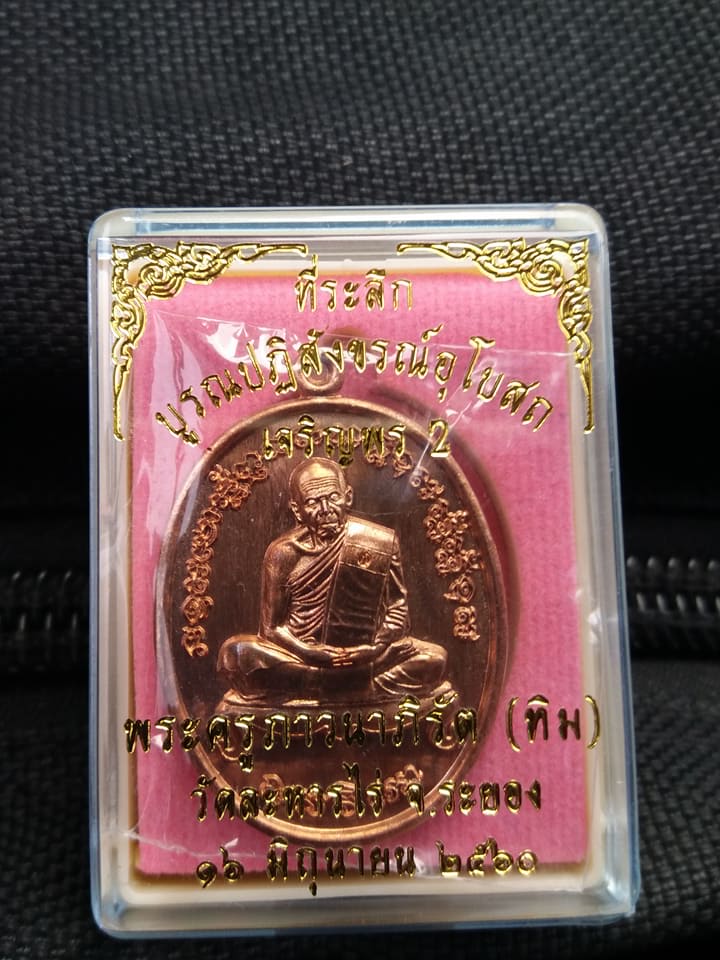 ที่ระลึก
บูรณปฏิสังขรณ์อุโบสถ
เจริญพร 2
พระครูภาวนาภิรัต (ทิม)
วัดละหารไร่ จ.ระยอง
๑๖ มิถุนายน ๒๕๖๐